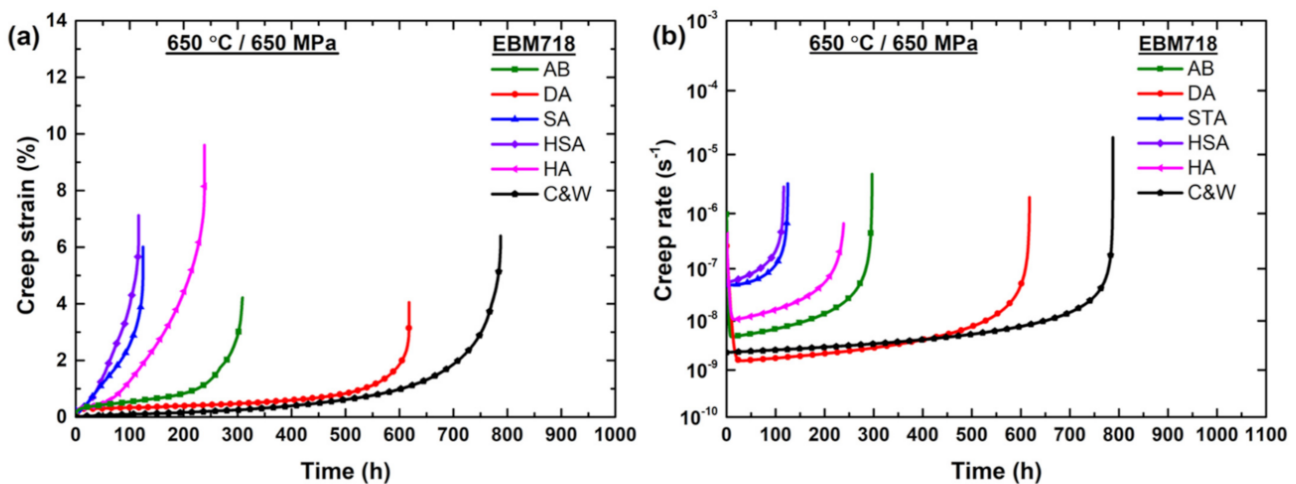 (a)
650 °C / 650 MPa
EBM718
AB
DA
SA
HSA
HA
C&W
Creep strain (%)
14
12
10
8
6
4
2
0
0 100 200 300 400 500 600 700 800 900 1000
Time (h)
(b)
650 °C / 650 MPa
EBM718
AB
DA
STA
HSA
HA
C&W
Creep rate (s⁻¹)
10⁻³
10⁻⁴
10⁻⁵
10⁻⁶
10⁻⁷
10⁻⁸
10⁻⁹
10⁻¹⁰
0 100 200 300 400 500 600 700 800 900 1000 1100
Time (h)